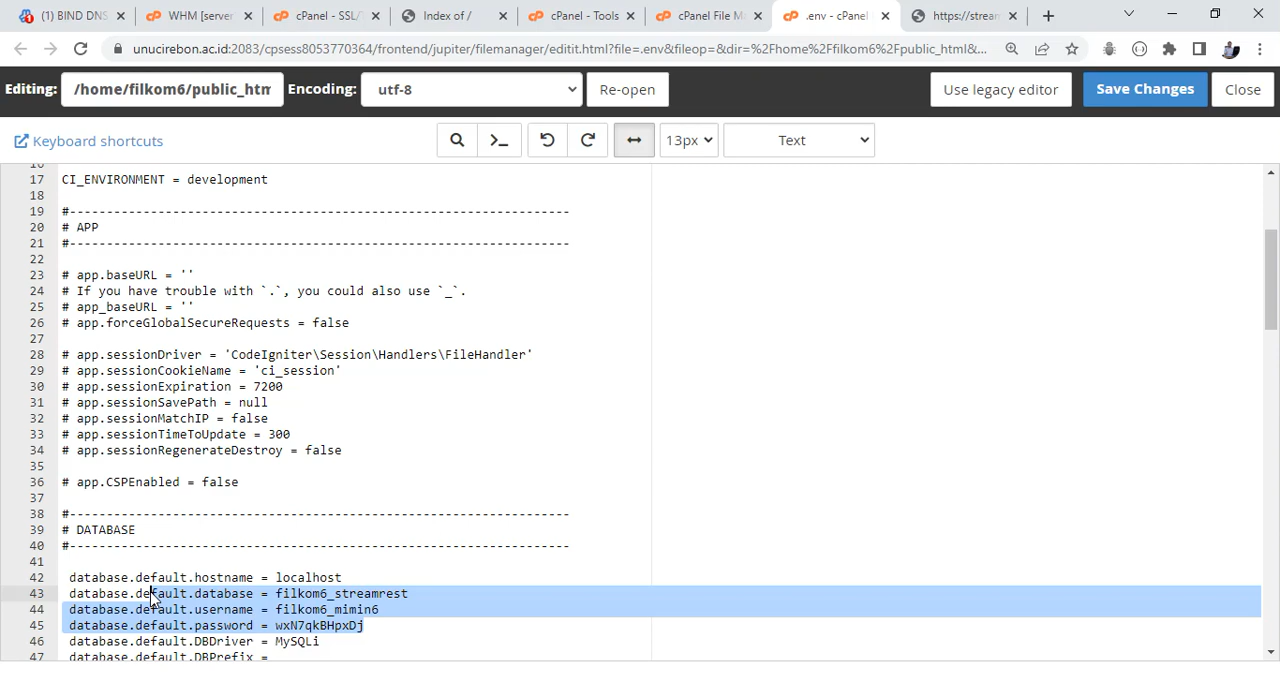 (1) BIND DNS
WHM [server
cPanel - SSL/T
Index of /
cPanel - Tools
cPanel File Ma
.env - cPanel
https://stream
unucirebon.ac.id:2083/cpsess8053770364/frontend/jupiter/filemanager/editit.html?file=.env&fileop=&dir=%2Fhome%2Ffilkom6%2Fpublic_html&...
Editing: /home/filkom6/public_htm Encoding: utf-8 Re-open Use legacy editor Save Changes Close
Keyboard shortcuts 13px Text
16
17 CI_ENVIRONMENT = development
18
19 #--------------------------------------------------------------------
20 # APP
21 #--------------------------------------------------------------------
22
23 # app.baseURL = ''
24 # If you have trouble with `.`, you could also use `_`.
25 # app_baseURL = ''
26 # app.forceGlobalSecureRequests = false
27
28 # app.sessionDriver = 'CodeIgniter\Session\Handlers\FileHandler'
29 # app.sessionCookieName = 'ci_session'
30 # app.sessionExpiration = 7200
31 # app.sessionSavePath = null
32 # app.sessionMatchIP = false
33 # app.sessionTimeToUpdate = 300
34 # app.sessionRegenerateDestroy = false
35
36 # app.CSPEnabled = false
37
38 #--------------------------------------------------------------------
39 # DATABASE
40 #--------------------------------------------------------------------
41
42 database.default.hostname = localhost
43 database.default.database = filkom6_streamrest
44 database.default.username = filkom6_mimin6
45 database.default.password = wxN7qkBHpxDj
46 database.default.DBDriver = MySQLi
47 database.default.DBPrefix =